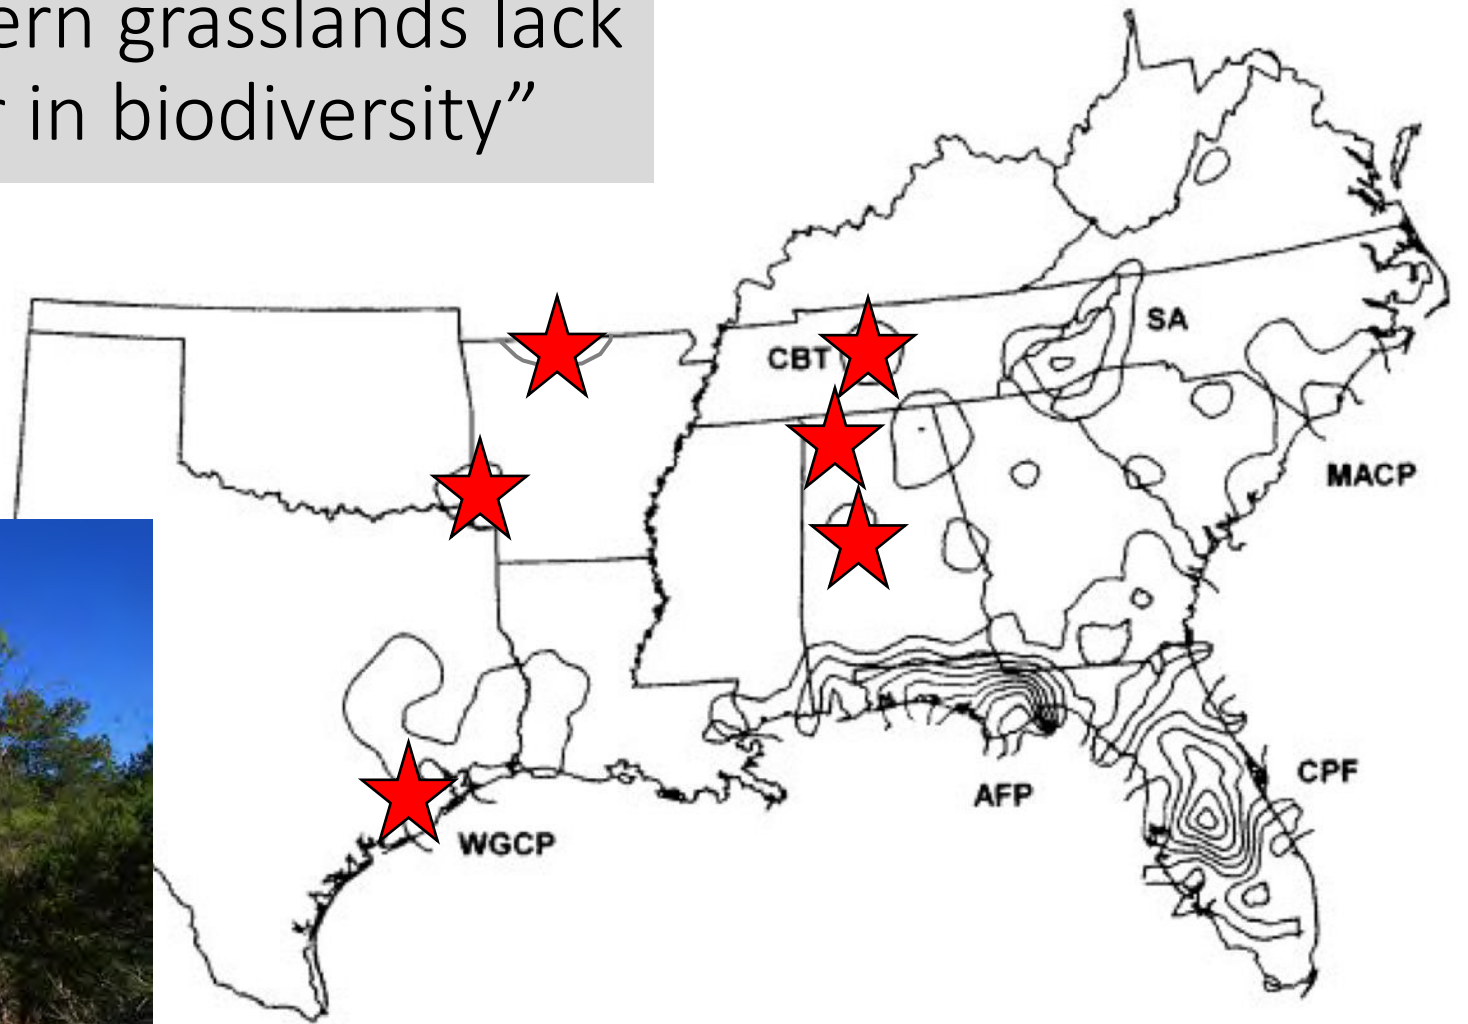 ern grasslands lack
r in biodiversity”
SA
CBT
MACP
CPF
AFP
WGCP